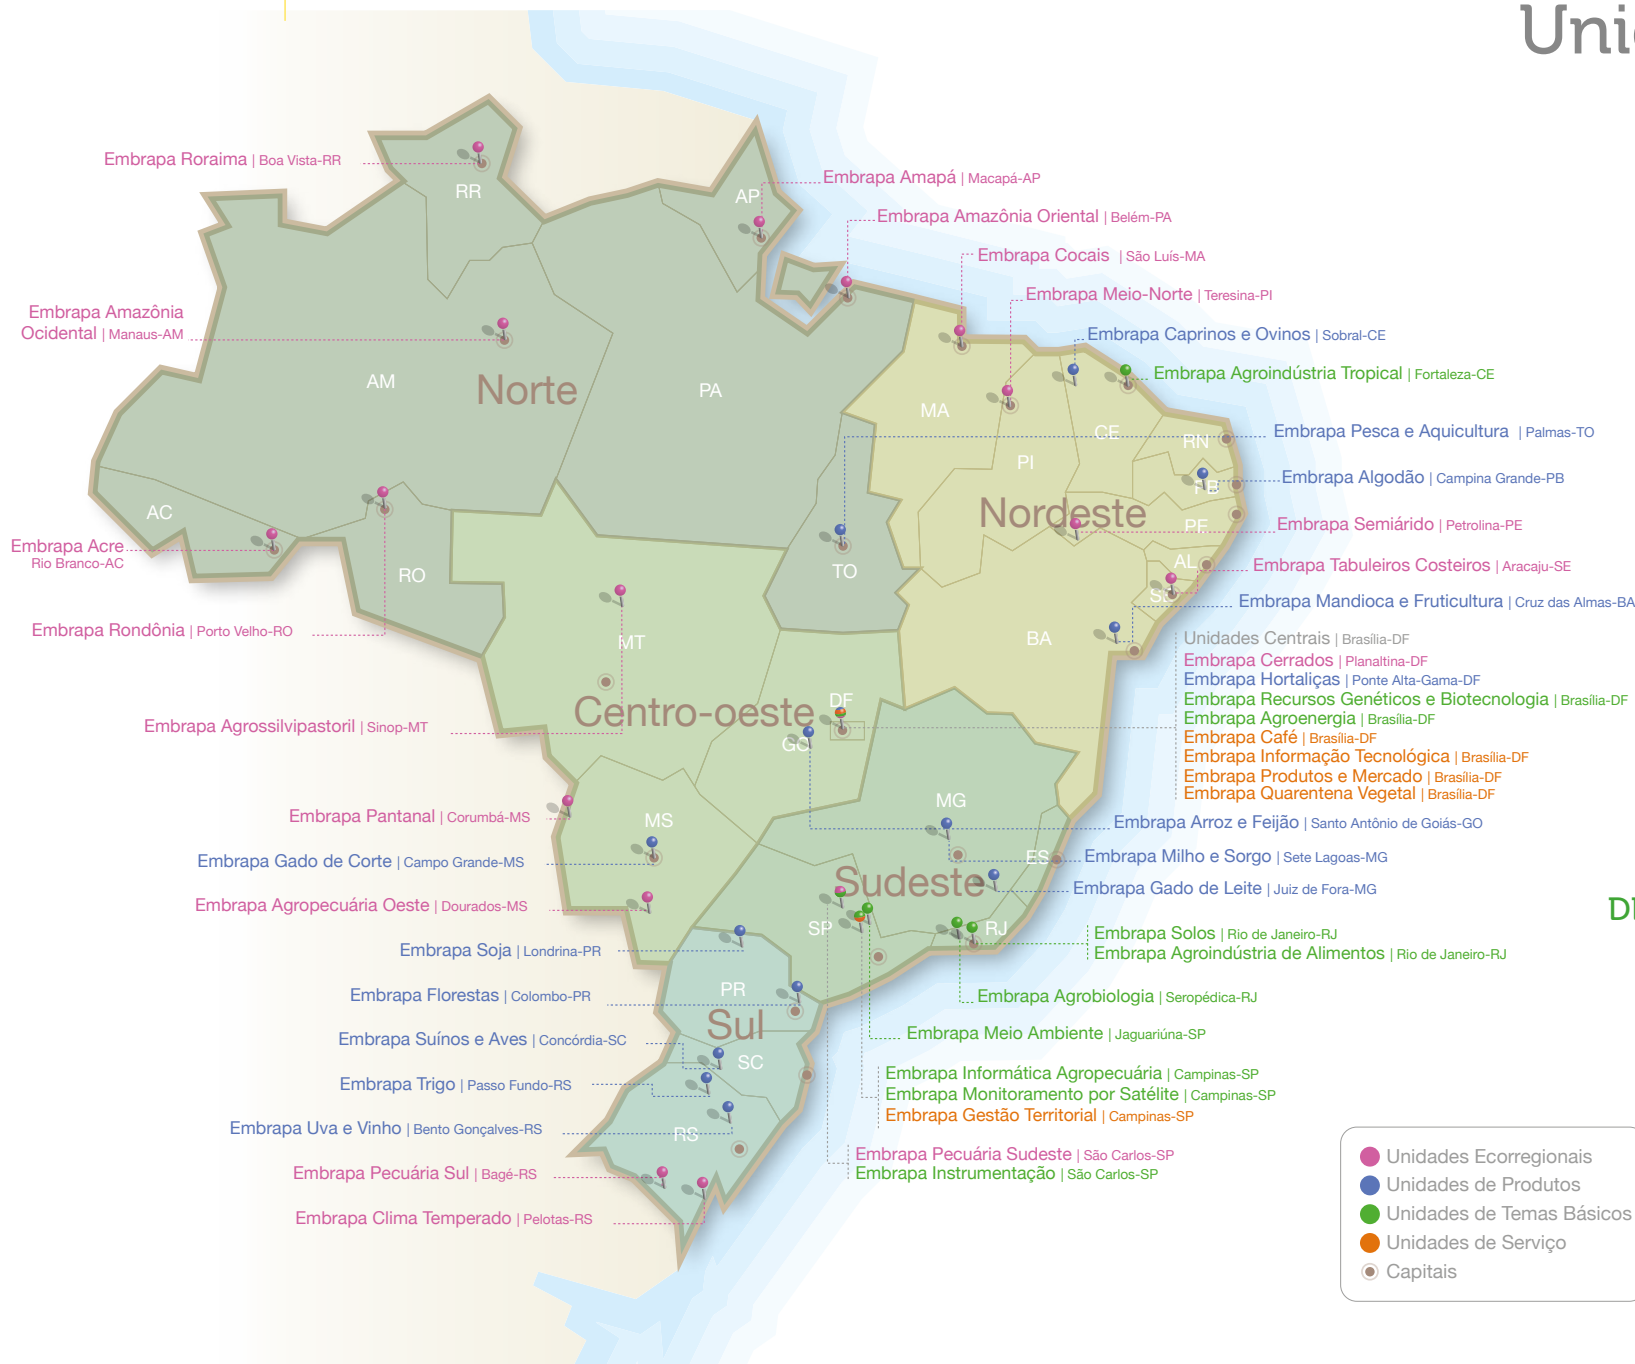 Uni
Embrapa Roraima | Boa Vista-RR
Embrapa Amapá | Macapá-AP
Embrapa Amazônia Oriental | Belém-PA
Embrapa Cocais | São Luís-MA
Embrapa Meio-Norte | Teresina-PI
Embrapa Amazônia
Ocidental | Manaus-AM
Embrapa Caprinos e Ovinos | Sobral-CE
Embrapa Agroindústria Tropical | Fortaleza-CE
Embrapa Pesca e Aquicultura | Palmas-TO
Embrapa Algodão | Campina Grande-PB
Embrapa Semiárido | Petrolina-PE
Embrapa Acre
Rio Branco-AC
Embrapa Tabuleiros Costeiros | Aracaju-SE
Embrapa Mandioca e Fruticultura | Cruz das Almas-BA
Embrapa Rondônia | Porto Velho-RO
Unidades Centrais | Brasília-DF
Embrapa Cerrados | Planaltina-DF
Embrapa Hortaliças | Ponte Alta-Gama-DF
Embrapa Recursos Genéticos e Biotecnologia | Brasília-DF
Embrapa Agroenergia | Brasília-DF
Embrapa Café | Brasília-DF
Embrapa Informação Tecnológica | Brasília-DF
Embrapa Produtos e Mercado | Brasília-DF
Embrapa Quarentena Vegetal | Brasília-DF
Embrapa Agrossilvipastoril | Sinop-MT
Embrapa Pantanal | Corumbá-MS
Embrapa Arroz e Feijão | Santo Antônio de Goiás-GO
Embrapa Gado de Corte | Campo Grande-MS
Embrapa Milho e Sorgo | Sete Lagoas-MG
Embrapa Gado de Leite | Juiz de Fora-MG
Embrapa Agropecuária Oeste | Dourados-MS
Embrapa Soja | Londrina-PR
Embrapa Solos | Rio de Janeiro-RJ
Embrapa Agroindústria de Alimentos | Rio de Janeiro-RJ
Embrapa Florestas | Colombo-PR
Embrapa Agrobiologia | Seropédica-RJ
Embrapa Meio Ambiente | Jaguariúna-SP
Embrapa Suínos e Aves | Concórdia-SC
Embrapa Informática Agropecuária | Campinas-SP
Embrapa Monitoramento por Satélite | Campinas-SP
Embrapa Gestão Territorial | Campinas-SP
Embrapa Trigo | Passo Fundo-RS
Embrapa Uva e Vinho | Bento Gonçalves-RS
Embrapa Pecuária Sudeste | São Carlos-SP
Embrapa Instrumentação | São Carlos-SP
Embrapa Pecuária Sul | Bagé-RS
Embrapa Clima Temperado | Pelotas-RS
RR
AP
AM
Norte
PA
MA
CE
RN
PI
PB
Nordeste
PE
AC
RO
TO
AL
SE
MT
BA
Centro-oeste
DF
GO
MG
MS
ES
Sudeste
SP
RJ
PR
Sul
SC
RS
Unidades Ecorregionais
Unidades de Produtos
Unidades de Temas Básicos
Unidades de Serviço
Capitais